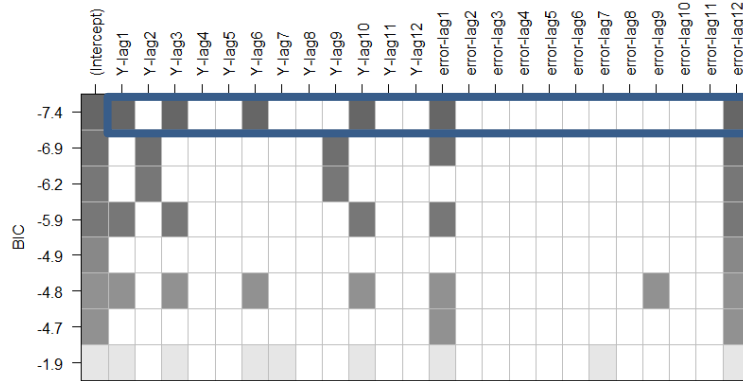 (Intercept)
Y-lag1
Y-lag2
Y-lag3
Y-lag4
Y-lag5
Y-lag6
Y-lag7
Y-lag8
Y-lag9
Y-lag10
Y-lag11
Y-lag12
error-lag1
error-lag2
error-lag3
error-lag4
error-lag5
error-lag6
error-lag7
error-lag8
error-lag9
error-lag10
error-lag11
error-lag12
BIC
-7.4
-6.9
-6.2
-5.9
-4.9
-4.8
-4.7
-1.9